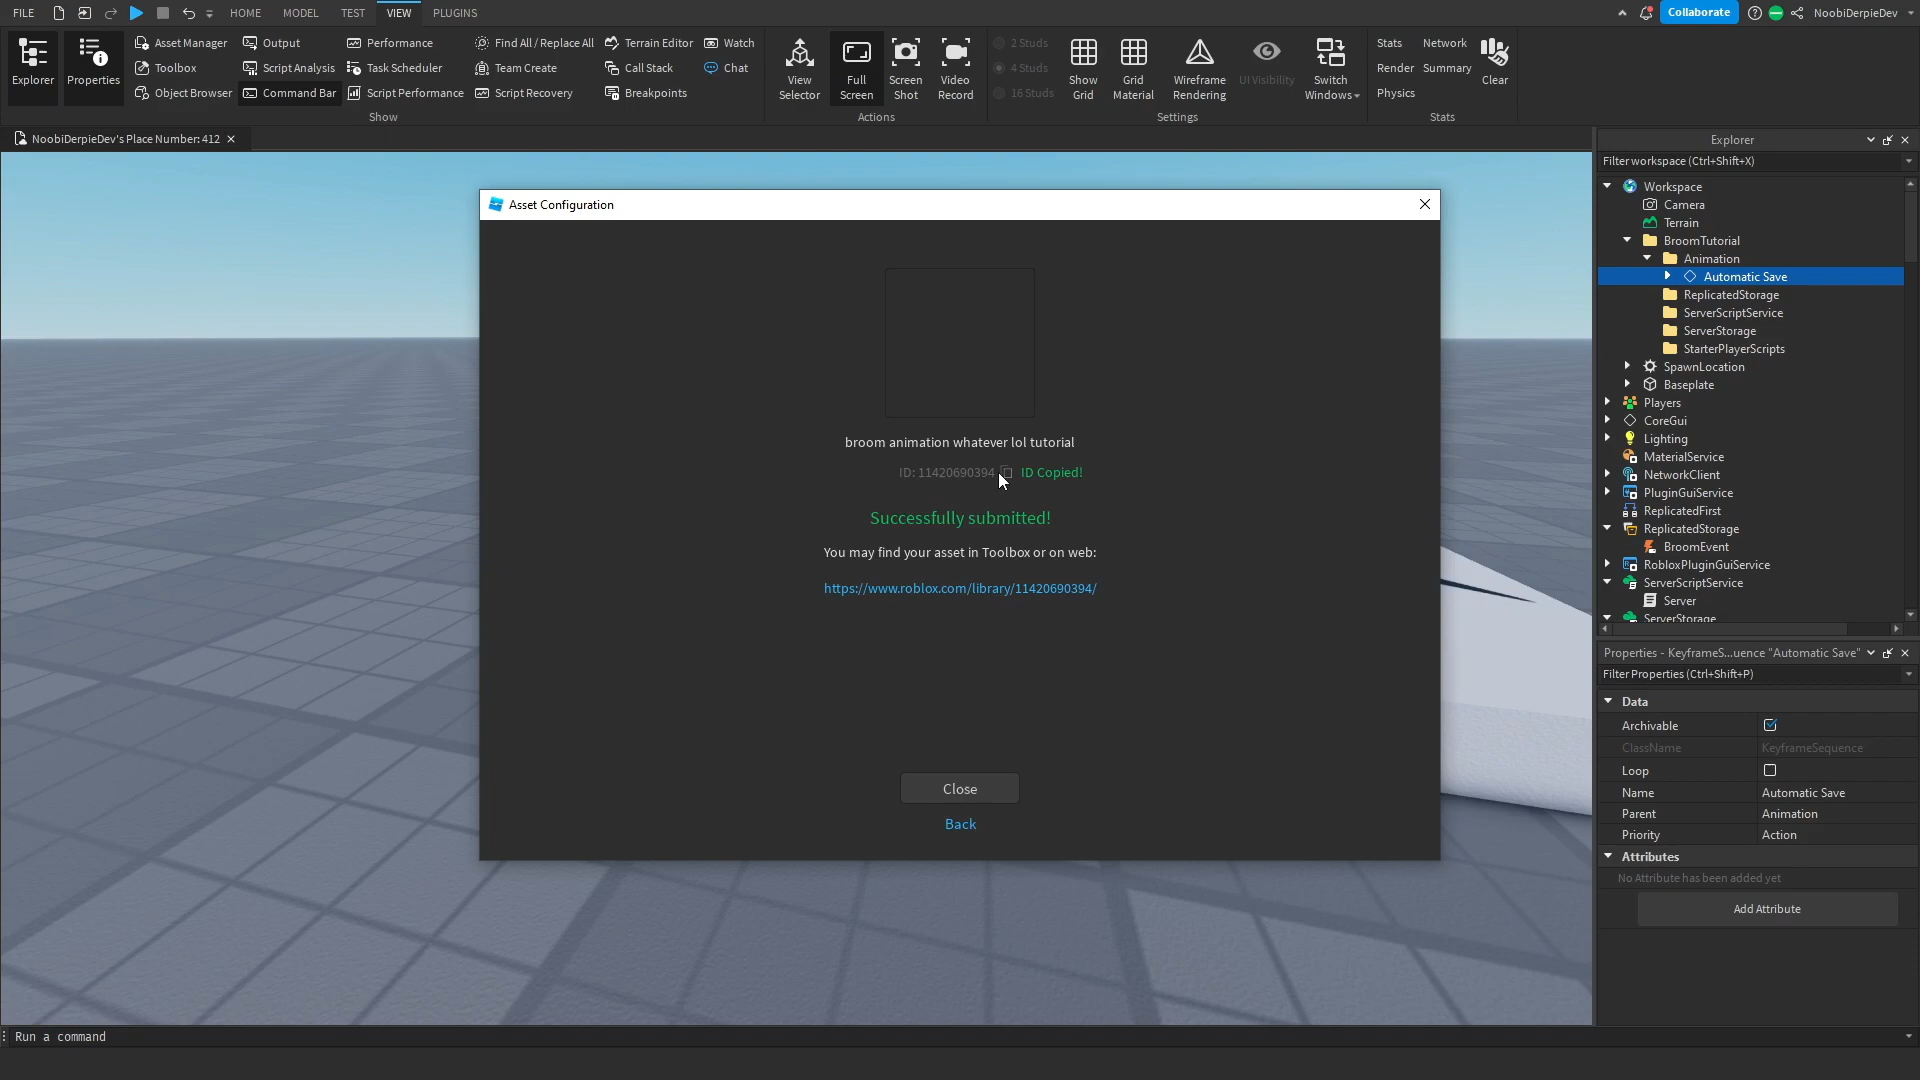 FILE HOME MODEL TEST VIEW PLUGINS Collaborate NoobiDerpieDev
Explorer
Properties
Asset Manager Output Performance Find All / Replace All Terrain Editor Watch
Toolbox Script Analysis Task Scheduler Team Create Call Stack Chat
Object Browser Command Bar Script Performance Script Recovery Breakpoints
Show
View
Selector
Full
Screen
Screen
Shot
Video
Record
Actions
2 Studs
4 Studs
16 Studs
Show
Grid
Grid
Material
Wireframe
Rendering
UI Visibility
Switch
Windows
Settings
Stats Network
Render Summary
Physics
Clear
Stats
NoobiDerpieDev's Place Number: 412
Asset Configuration
broom animation whatever lol tutorial
ID: 11420690394 ID Copied!
Successfully submitted!
You may find your asset in Toolbox or on web:
https://www.roblox.com/library/11420690394/
Close
Back
Explorer
Filter workspace (Ctrl+Shift+X)
Workspace
Camera
Terrain
BroomTutorial
Animation
Automatic Save
ReplicatedStorage
ServerScriptService
ServerStorage
StarterPlayerScripts
SpawnLocation
Baseplate
Players
CoreGui
Lighting
MaterialService
NetworkClient
PluginGuiService
ReplicatedFirst
ReplicatedStorage
BroomEvent
RobloxPluginGuiService
ServerScriptService
Server
ServerStorage
Properties - KeyframeS...uence "Automatic Save"
Filter Properties (Ctrl+Shift+P)
Data
Archivable
ClassName KeyframeSequence
Loop
Name Automatic Save
Parent Animation
Priority Action
Attributes
No Attribute has been added yet
Add Attribute
Run a command